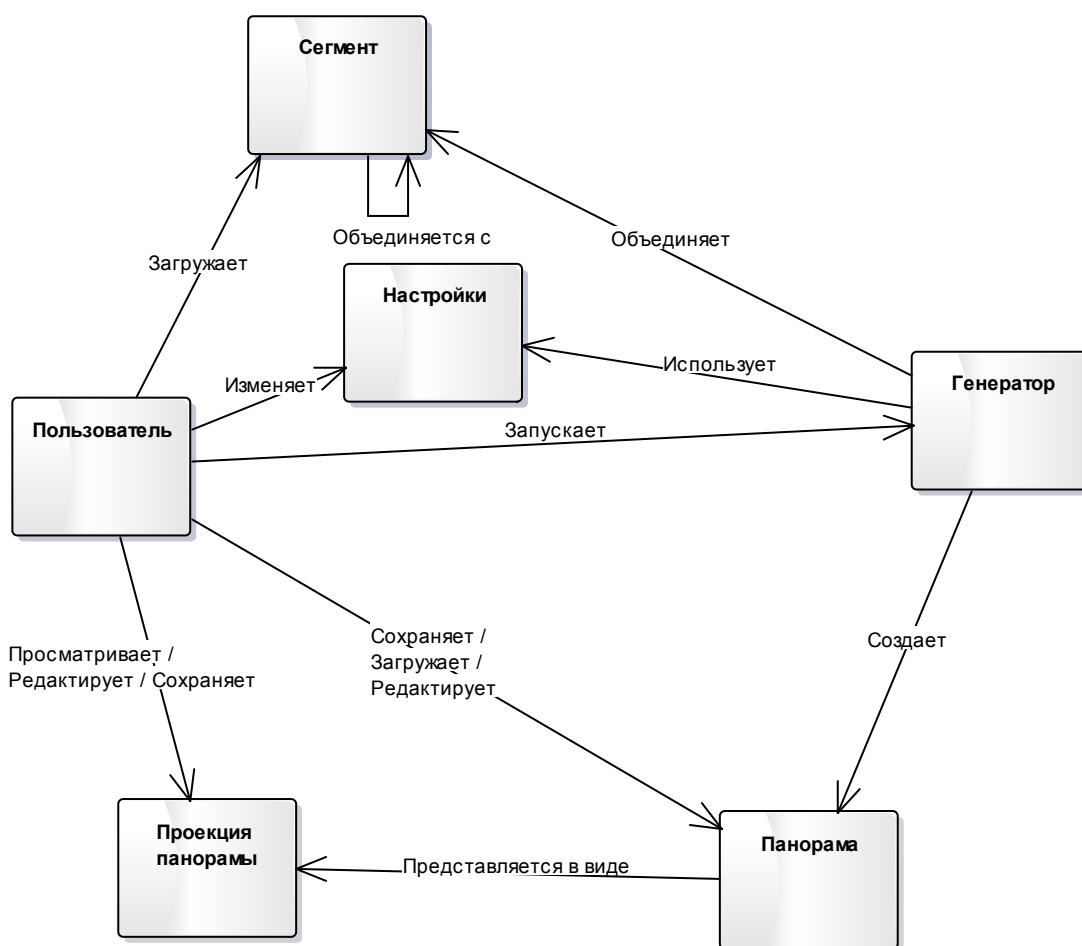 Сегмент
Объединяется с
Объединяет
Загружает
Настройки
Использует
Генератор
Изменяет
Пользователь
Запускает
Сохраняет /
Загружает /
Редактирует
Создает
Просматривает /
Редактирует / Сохраняет
Проекция
панорамы
Представляется в виде
Панорама